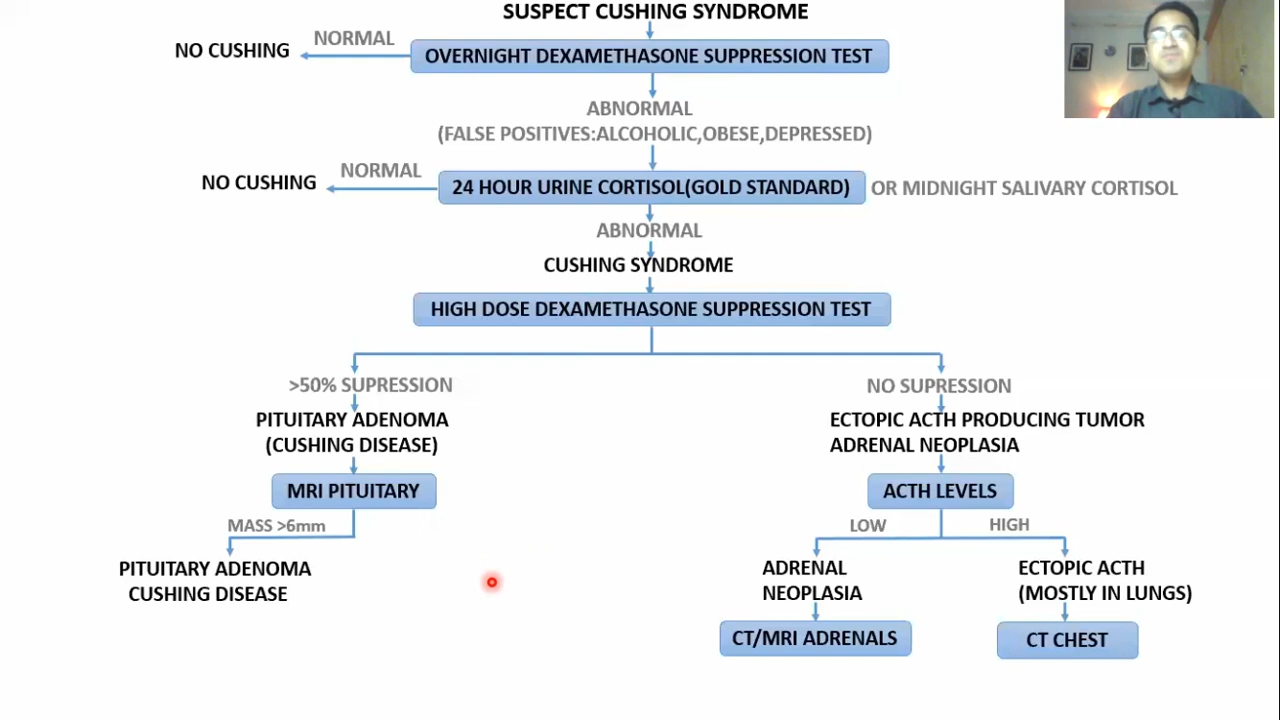 SUSPECT CUSHING SYNDROME
NORMAL
NO CUSHING
OVERNIGHT DEXAMETHASONE SUPPRESSION TEST
ABNORMAL
(FALSE POSITIVES:ALCOHOLIC,OBESE,DEPRESSED)
NORMAL
NO CUSHING
24 HOUR URINE CORTISOL(GOLD STANDARD)
OR MIDNIGHT SALIVARY CORTISOL
ABNORMAL
CUSHING SYNDROME
HIGH DOSE DEXAMETHASONE SUPPRESSION TEST
>50% SUPRESSION
NO SUPRESSION
PITUITARY ADENOMA
(CUSHING DISEASE)
ECTOPIC ACTH PRODUCING TUMOR
ADRENAL NEOPLASIA
MRI PITUITARY
ACTH LEVELS
MASS >6mm
LOW
HIGH
PITUITARY ADENOMA
CUSHING DISEASE
ADRENAL
NEOPLASIA
ECTOPIC ACTH
(MOSTLY IN LUNGS)
CT/MRI ADRENALS
CT CHEST